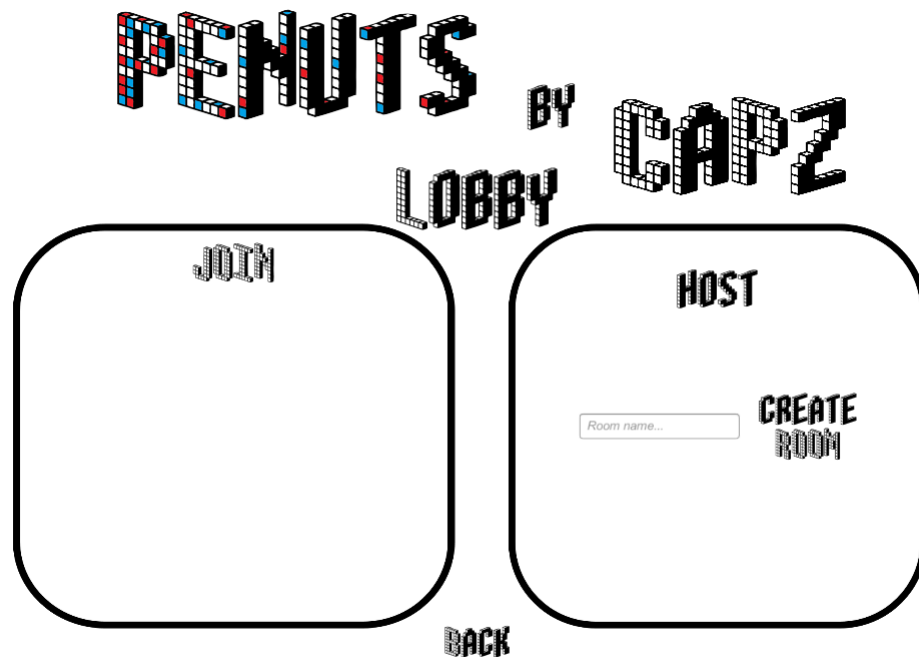 PENUTS
BY
CAPZ
LOBBY
JOIN
HOST
Room name...
CREATE
ROOM
BACK